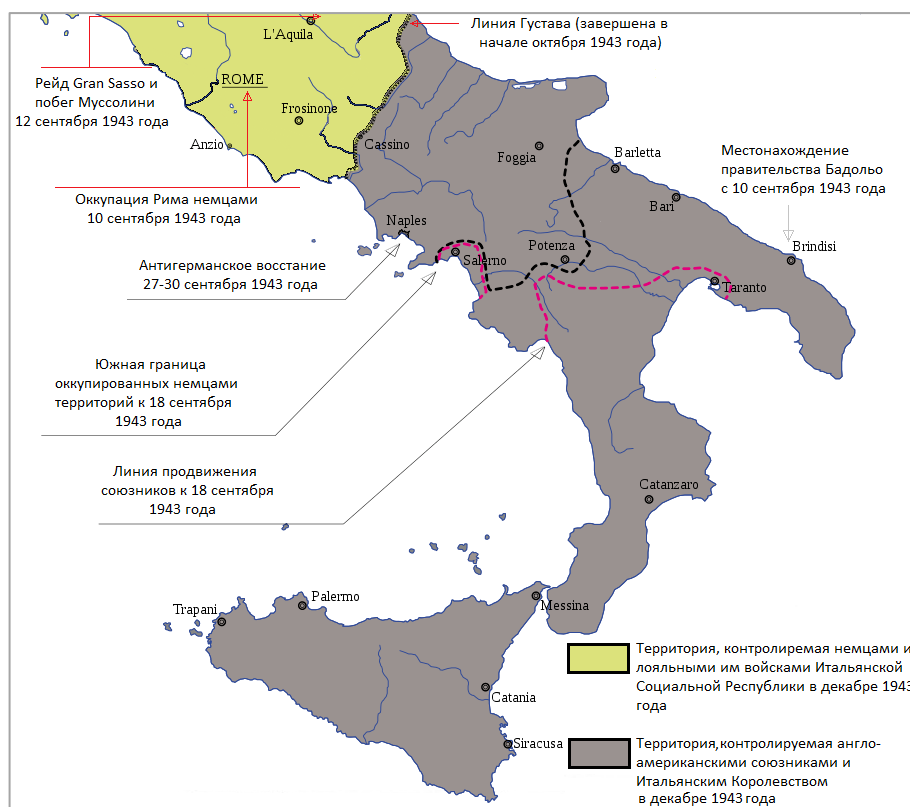 Линия Густава (завершена в
начале октября 1943 года)
L'Aquila
Рейд Gran Sasso и
побег Муссолини
12 сентября 1943 года
ROME
Frosinone
Anzio
Cassino
Foggia
Barletta
Местонахождение
правительства Бадольо
с 10 сентября 1943 года
Оккупация Рима немцами
10 сентября 1943 года
Bari
Naples
Salerno
Potenza
Brindisi
Taranto
Антигерманское восстание
27-30 сентября 1943 года
Южная граница
оккупированных немцами
территорий к 18 сентября
1943 года
Линия продвижения
союзников к 18 сентября
1943 года
Catanzaro
Trapani
Palermo
Messina
Catania
Siracusa
Территория, контролиремая немцами и
лояльными им войсками Итальянской
Социальной Республики в декабре 1943
года
Территория,контролируемая англо-
американскими союзниками и
Итальянским Королевством
в декабре 1943 года